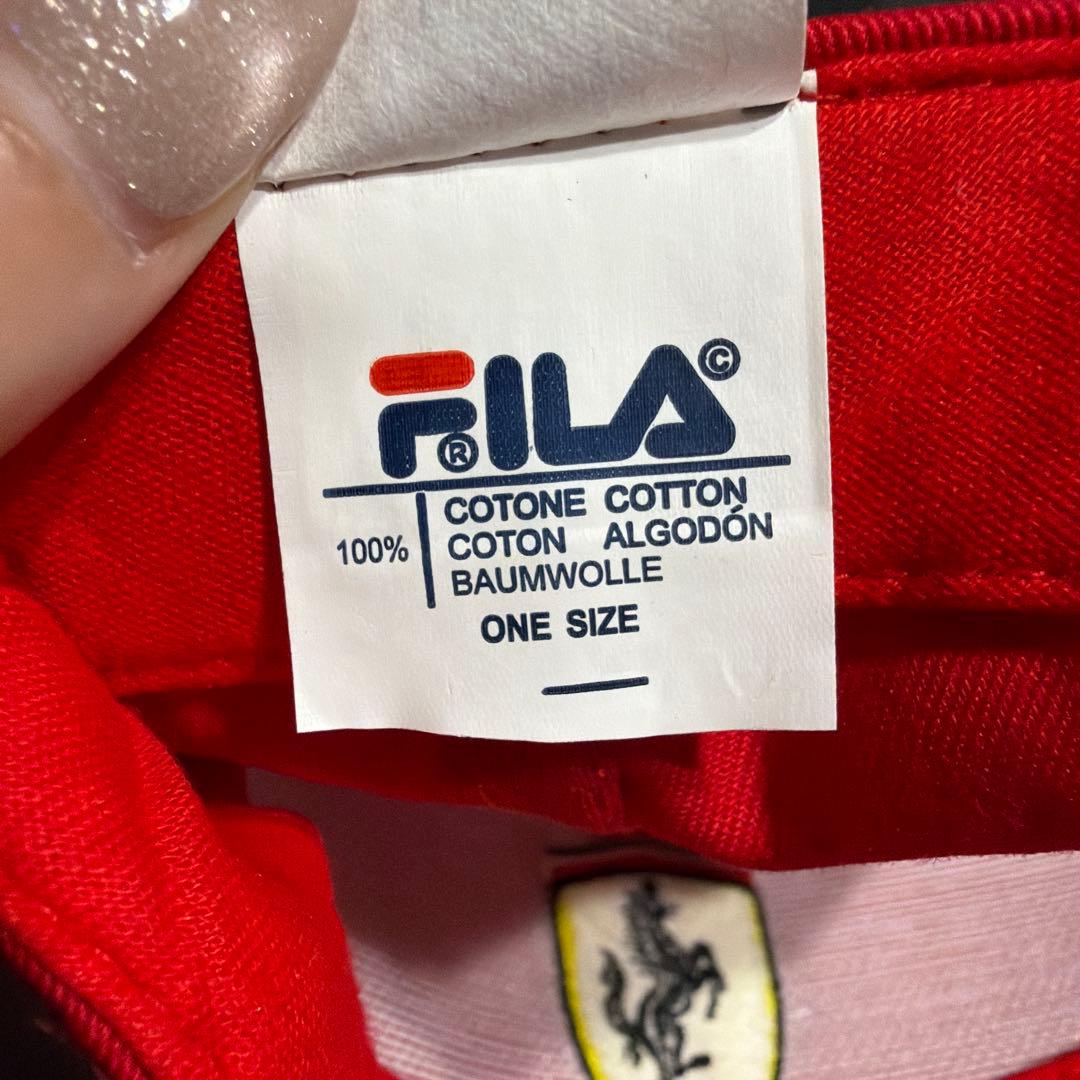 FILA © ®
COTONE COTTON
100% COTON ALGODÓN
BAUMWOLLE
ONE SIZE